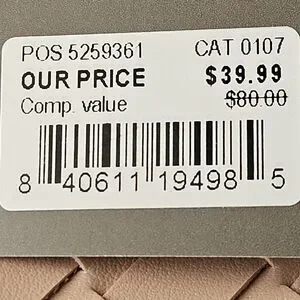 POS 5259361 CAT 0107
OUR PRICE $39.99
Comp. value $80.00
8 40611 19498 5